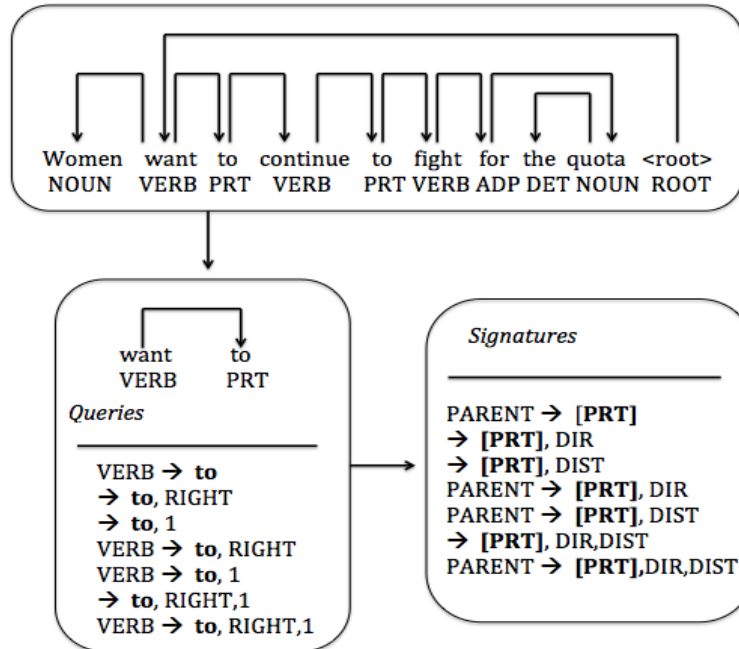 Women want to continue to fight for the quota <root>
NOUN VERB PRT VERB PRT VERB ADP DET NOUN ROOT
want to
VERB PRT
Queries
VERB → to
→ to, RIGHT
→ to, 1
VERB → to, RIGHT
VERB → to, 1
→ to, RIGHT,1
VERB → to, RIGHT,1
Signatures
PARENT → [PRT]
→ [PRT], DIR
→ [PRT], DIST
PARENT → [PRT], DIR
PARENT → [PRT], DIST
→ [PRT], DIR,DIST
PARENT → [PRT],DIR,DIST